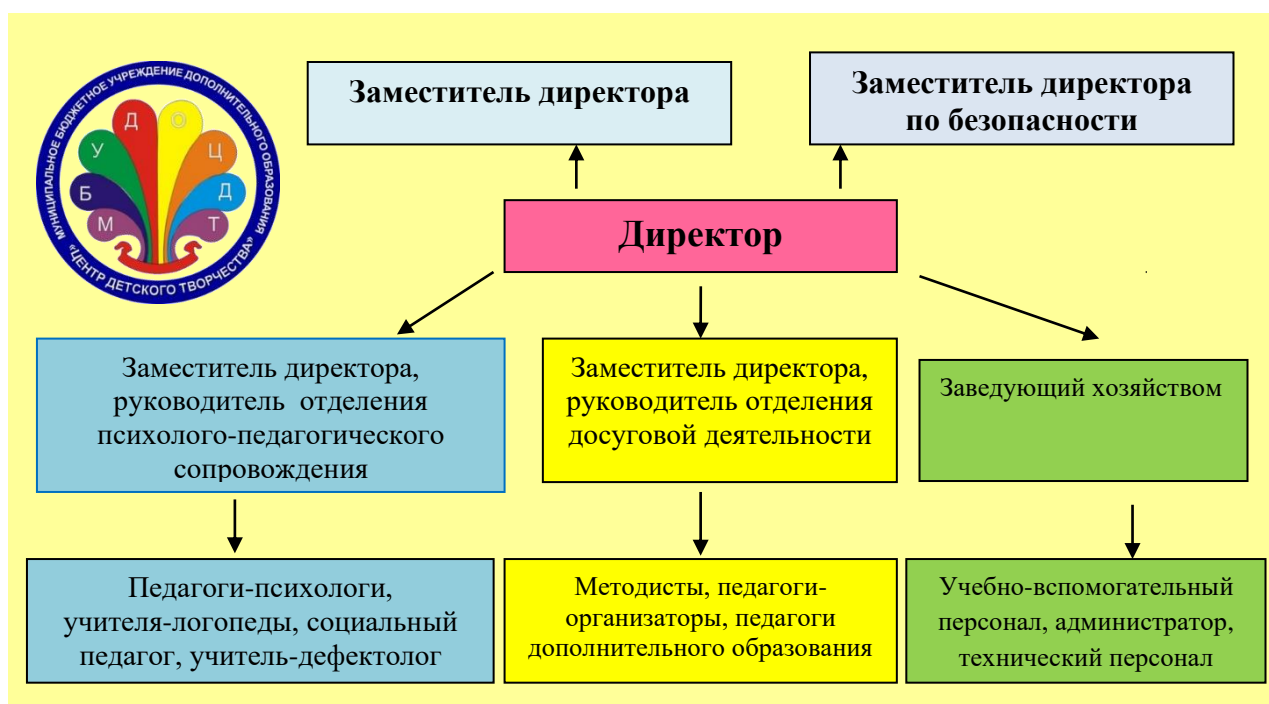 МУНИЦИПАЛЬНОЕ БЮДЖЕТНОЕ УЧРЕЖДЕНИЕ ДОПОЛНИТЕЛЬНОГО ОБРАЗОВАНИЯ
«ЦЕНТР ДЕТСКОГО ТВОРЧЕСТВА»
М Б У Д О Ц Д Т
Заместитель директора
Заместитель директора
по безопасности
Директор
Заместитель директора,
руководитель отделения
психолого-педагогического
сопровождения
Заместитель директора,
руководитель отделения
досуговой деятельности
Заведующий хозяйством
Педагоги-психологи,
учителя-логопеды, социальный
педагог, учитель-дефектолог
Методисты, педагоги-
организаторы, педагоги
дополнительного образования
Учебно-вспомогательный
персонал, администратор,
технический персонал